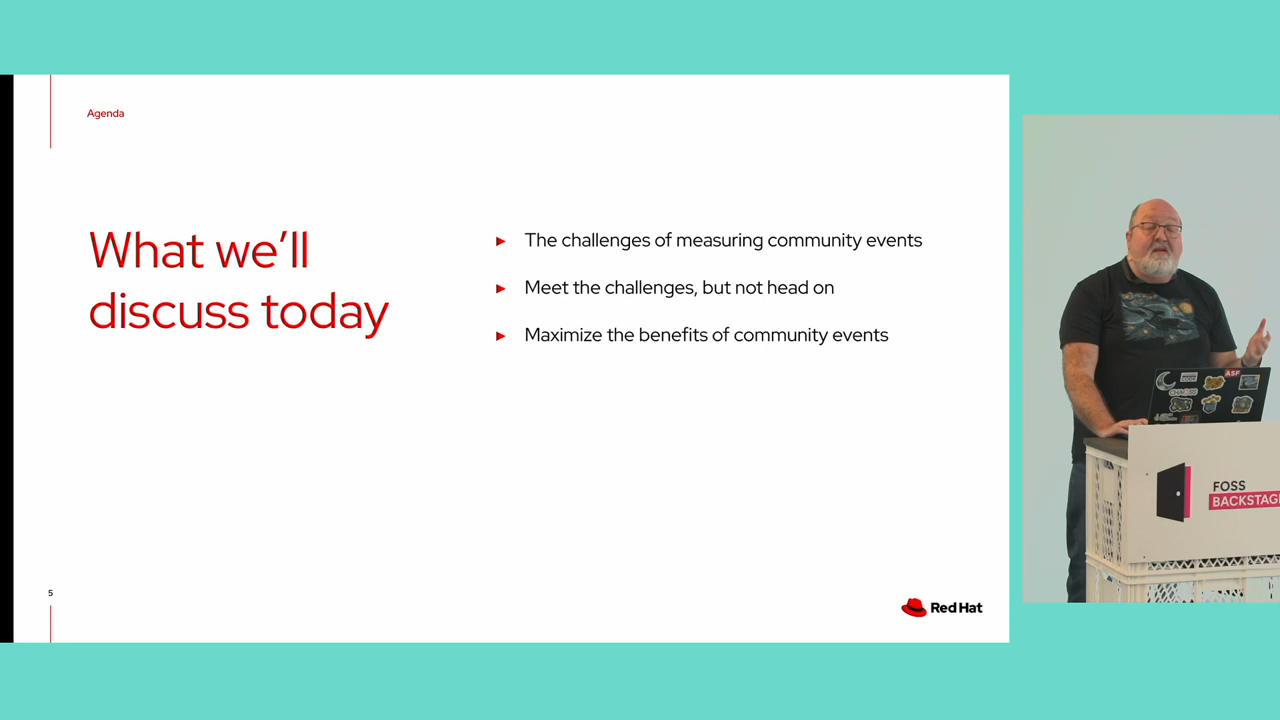 Agenda
What we’ll
discuss today
The challenges of measuring community events
Meet the challenges, but not head on
Maximize the benefits of community events
5
Red Hat
ASF
FOSS
BACKSTAGE